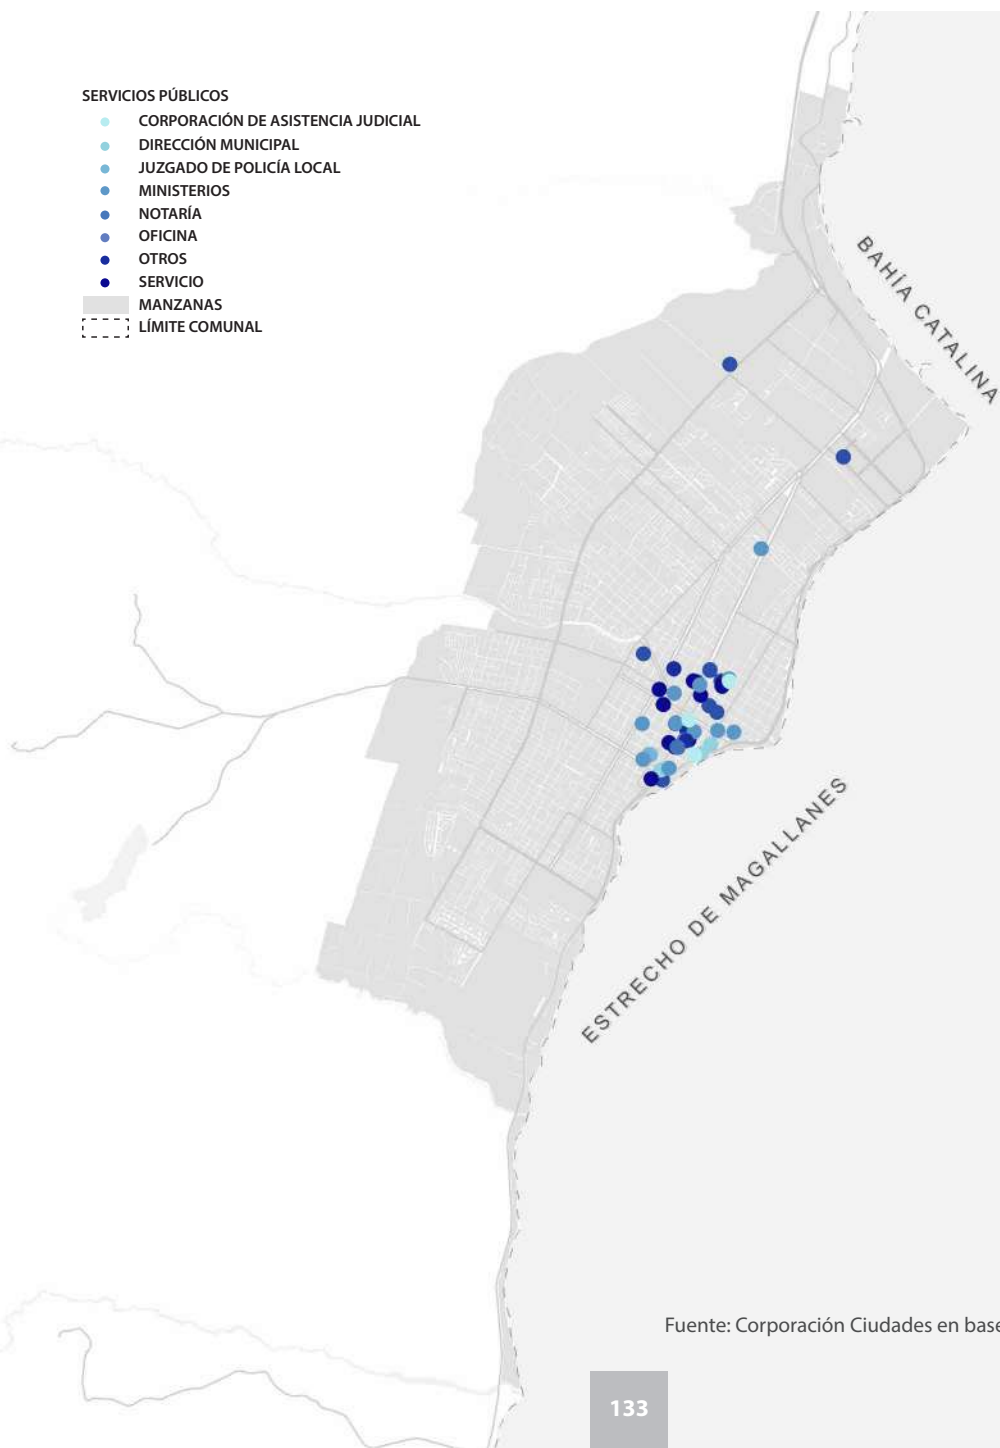 SERVICIOS PÚBLICOS
CORPORACIÓN DE ASISTENCIA JUDICIAL
DIRECCIÓN MUNICIPAL
JUZGADO DE POLICÍA LOCAL
MINISTERIOS
NOTARÍA
OFICINA
OTROS
SERVICIO
MANZANAS
LÍMITE COMUNAL
BAHÍA CATALINA
ESTRECHO DE MAGALLANES
Fuente: Corporación Ciudades en base
133